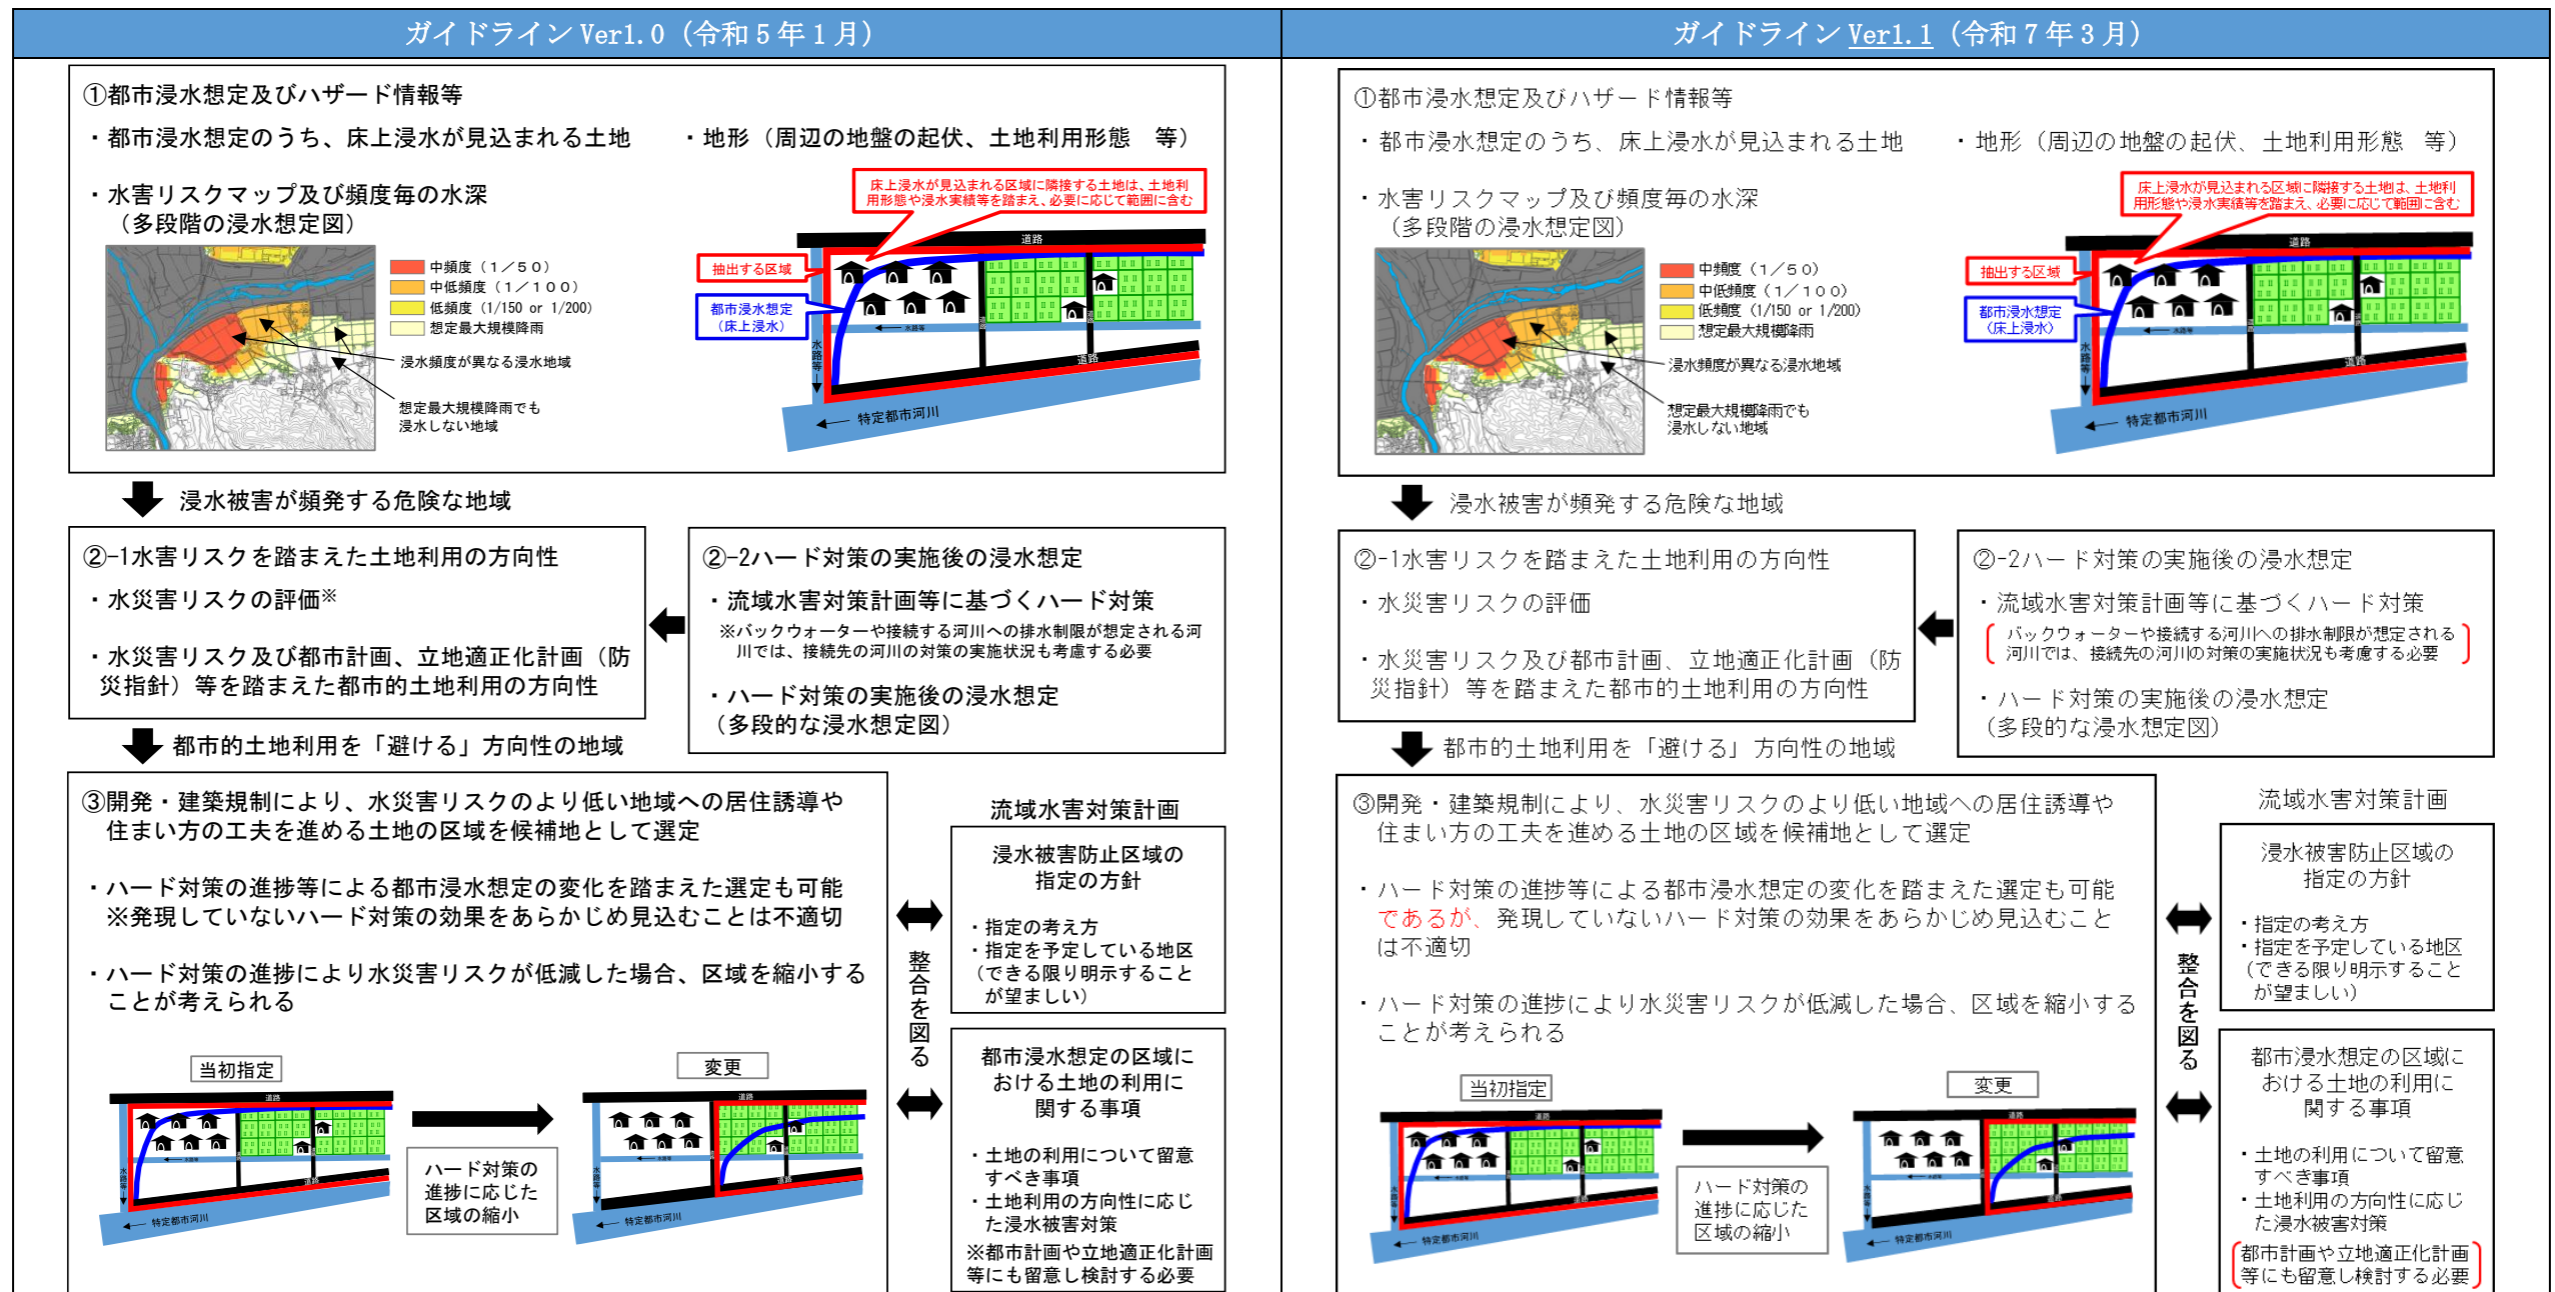 ガイドライン Ver1.0（令和５年１月）
①都市浸水想定及びハザード情報等
・都市浸水想定のうち、床上浸水が見込まれる土地
・地形（周辺の地盤の起伏、土地利用形態　等）
・水害リスクマップ及び頻度毎の水深
（多段階の浸水想定図）
床上浸水が見込まれる区域に隣接する土地は、土地利
用形態や浸水実績等を踏まえ、必要に応じて範囲に含む
中頻度（１／５０）
中低頻度（１／１００）
低頻度（1/150 or 1/200）
想定最大規模降雨
浸水頻度が異なる浸水地域
想定最大規模降雨でも
浸水しない地域
抽出する区域
都市浸水想定
（床上浸水）
道路
水路等
水路等
道路
特定都市河川
浸水被害が頻発する危険な地域
②-1水害リスクを踏まえた土地利用の方向性
・水災害リスクの評価※
・水災害リスク及び都市計画、立地適正化計画（防
災指針）等を踏まえた都市的土地利用の方向性
②-2ハード対策の実施後の浸水想定
・流域水害対策計画等に基づくハード対策
※バックウォーターや接続する河川への排水制限が想定される河
川では、接続先の河川の対策の実施状況も考慮する必要
・ハード対策の実施後の浸水想定
（多段的な浸水想定図）
都市的土地利用を「避ける」方向性の地域
③開発・建築規制により、水災害リスクのより低い地域への居住誘導や
住まい方の工夫を進める土地の区域を候補地として選定
・ハード対策の進捗等による都市浸水想定の変化を踏まえた選定も可能
※発現していないハード対策の効果をあらかじめ見込むことは不適切
・ハード対策の進捗により水災害リスクが低減した場合、区域を縮小する
ことが考えられる
当初指定
変更
道路
水路等
道路
特定都市河川
ハード対策の
進捗に応じた
区域の縮小
道路
水路等
道路
特定都市河川
整合を図る
流域水害対策計画
浸水被害防止区域の
指定の方針
・指定の考え方
・指定を予定している地区
（できる限り明示すること
が望ましい）
都市浸水想定の区域に
おける土地の利用に
関する事項
・土地の利用について留意
すべき事項
・土地利用の方向性に応じ
た浸水被害対策
※都市計画や立地適正化計画
等にも留意し検討する必要
ガイドライン Ver1.1（令和７年３月）
①都市浸水想定及びハザード情報等
・都市浸水想定のうち、床上浸水が見込まれる土地
・地形（周辺の地盤の起伏、土地利用形態　等）
・水害リスクマップ及び頻度毎の水深
（多段階の浸水想定図）
床上浸水が見込まれる区域に隣接する土地は、土地利
用形態や浸水実績等を踏まえ、必要に応じて範囲に含む
中頻度（１／５０）
中低頻度（１／１００）
低頻度（1/150 or 1/200）
想定最大規模降雨
浸水頻度が異なる浸水地域
想定最大規模降雨でも
浸水しない地域
抽出する区域
都市浸水想定
（床上浸水）
道路
水路等
水路等
道路
特定都市河川
浸水被害が頻発する危険な地域
②-1水害リスクを踏まえた土地利用の方向性
・水災害リスクの評価
・水災害リスク及び都市計画、立地適正化計画（防
災指針）等を踏まえた都市的土地利用の方向性
②-2ハード対策の実施後の浸水想定
・流域水害対策計画等に基づくハード対策
バックウォーターや接続する河川への排水制限が想定される
河川では、接続先の河川の対策の実施状況も考慮する必要
・ハード対策の実施後の浸水想定
（多段的な浸水想定図）
都市的土地利用を「避ける」方向性の地域
③開発・建築規制により、水災害リスクのより低い地域への居住誘導や
住まい方の工夫を進める土地の区域を候補地として選定
・ハード対策の進捗等による都市浸水想定の変化を踏まえた選定も可能
であるが、発現していないハード対策の効果をあらかじめ見込むこと
は不適切
・ハード対策の進捗により水災害リスクが低減した場合、区域を縮小する
ことが考えられる
当初指定
変更
道路
水路等
道路
特定都市河川
ハード対策の
進捗に応じた
区域の縮小
道路
水路等
道路
特定都市河川
整合を図る
流域水害対策計画
浸水被害防止区域の
指定の方針
・指定の考え方
・指定を予定している地区
（できる限り明示すること
が望ましい）
都市浸水想定の区域に
おける土地の利用に
関する事項
・土地の利用について留意
すべき事項
・土地利用の方向性に応じ
た浸水被害対策
都市計画や立地適正化計画
等にも留意し検討する必要